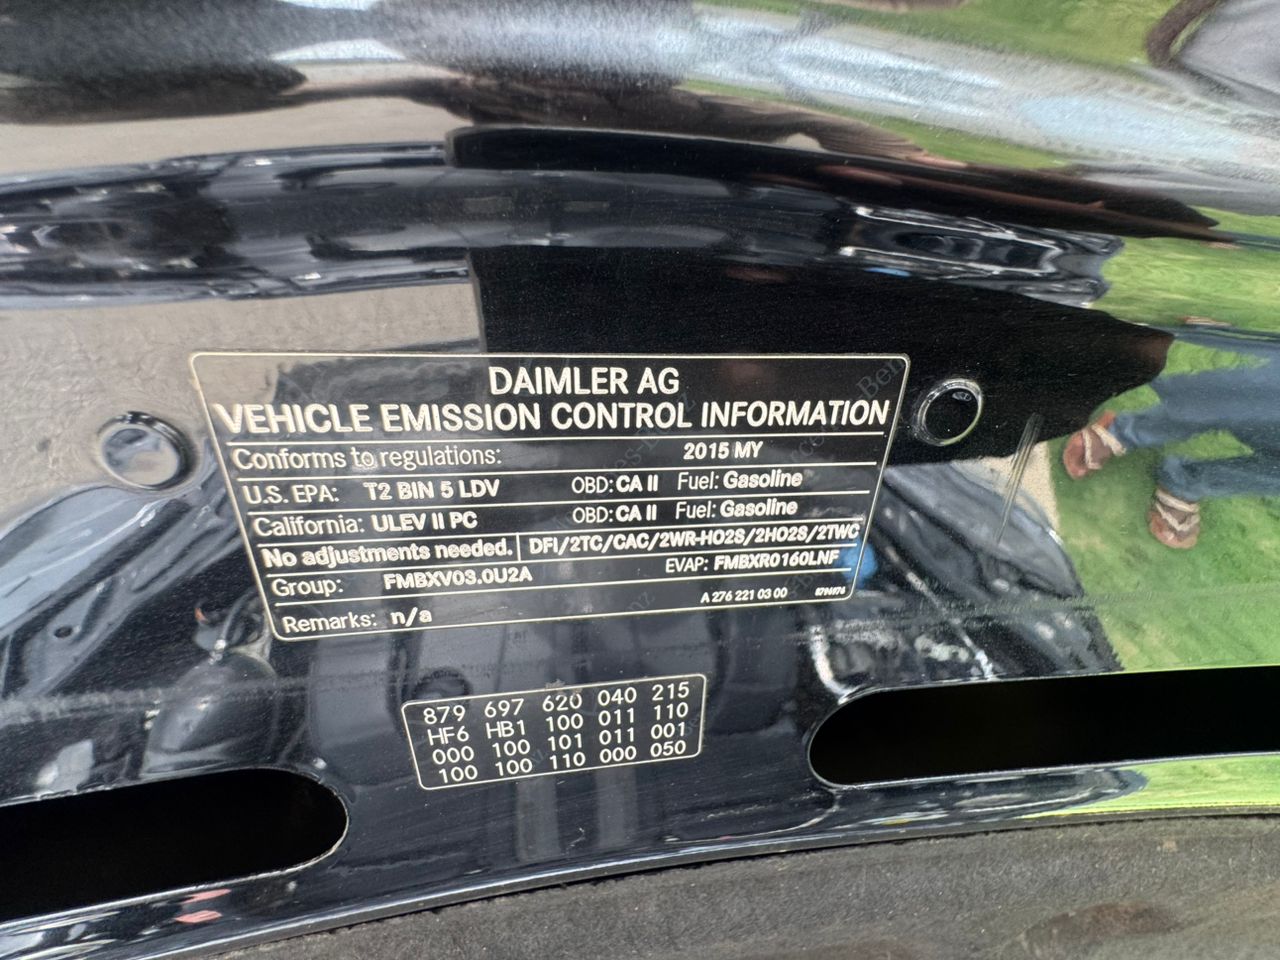 DAIMLER AG
VEHICLE EMISSION CONTROL INFORMATION
Conforms to regulations: 2015 MY
U.S. EPA: T2 BIN 5 LDV OBD: CA II Fuel: Gasoline
California: ULEV II PC OBD: CA II Fuel: Gasoline
No adjustments needed. DFI/2TC/CAC/2WR-HO2S/2HO2S/2TWC
Group: FMBXV03.0U2A EVAP: FMBXR0160LNF
Remarks: n/a A 276 221 03 00
879 697 620 040 215
HF6 HB1 100 011 110
000 100 101 011 001
100 100 110 000 050